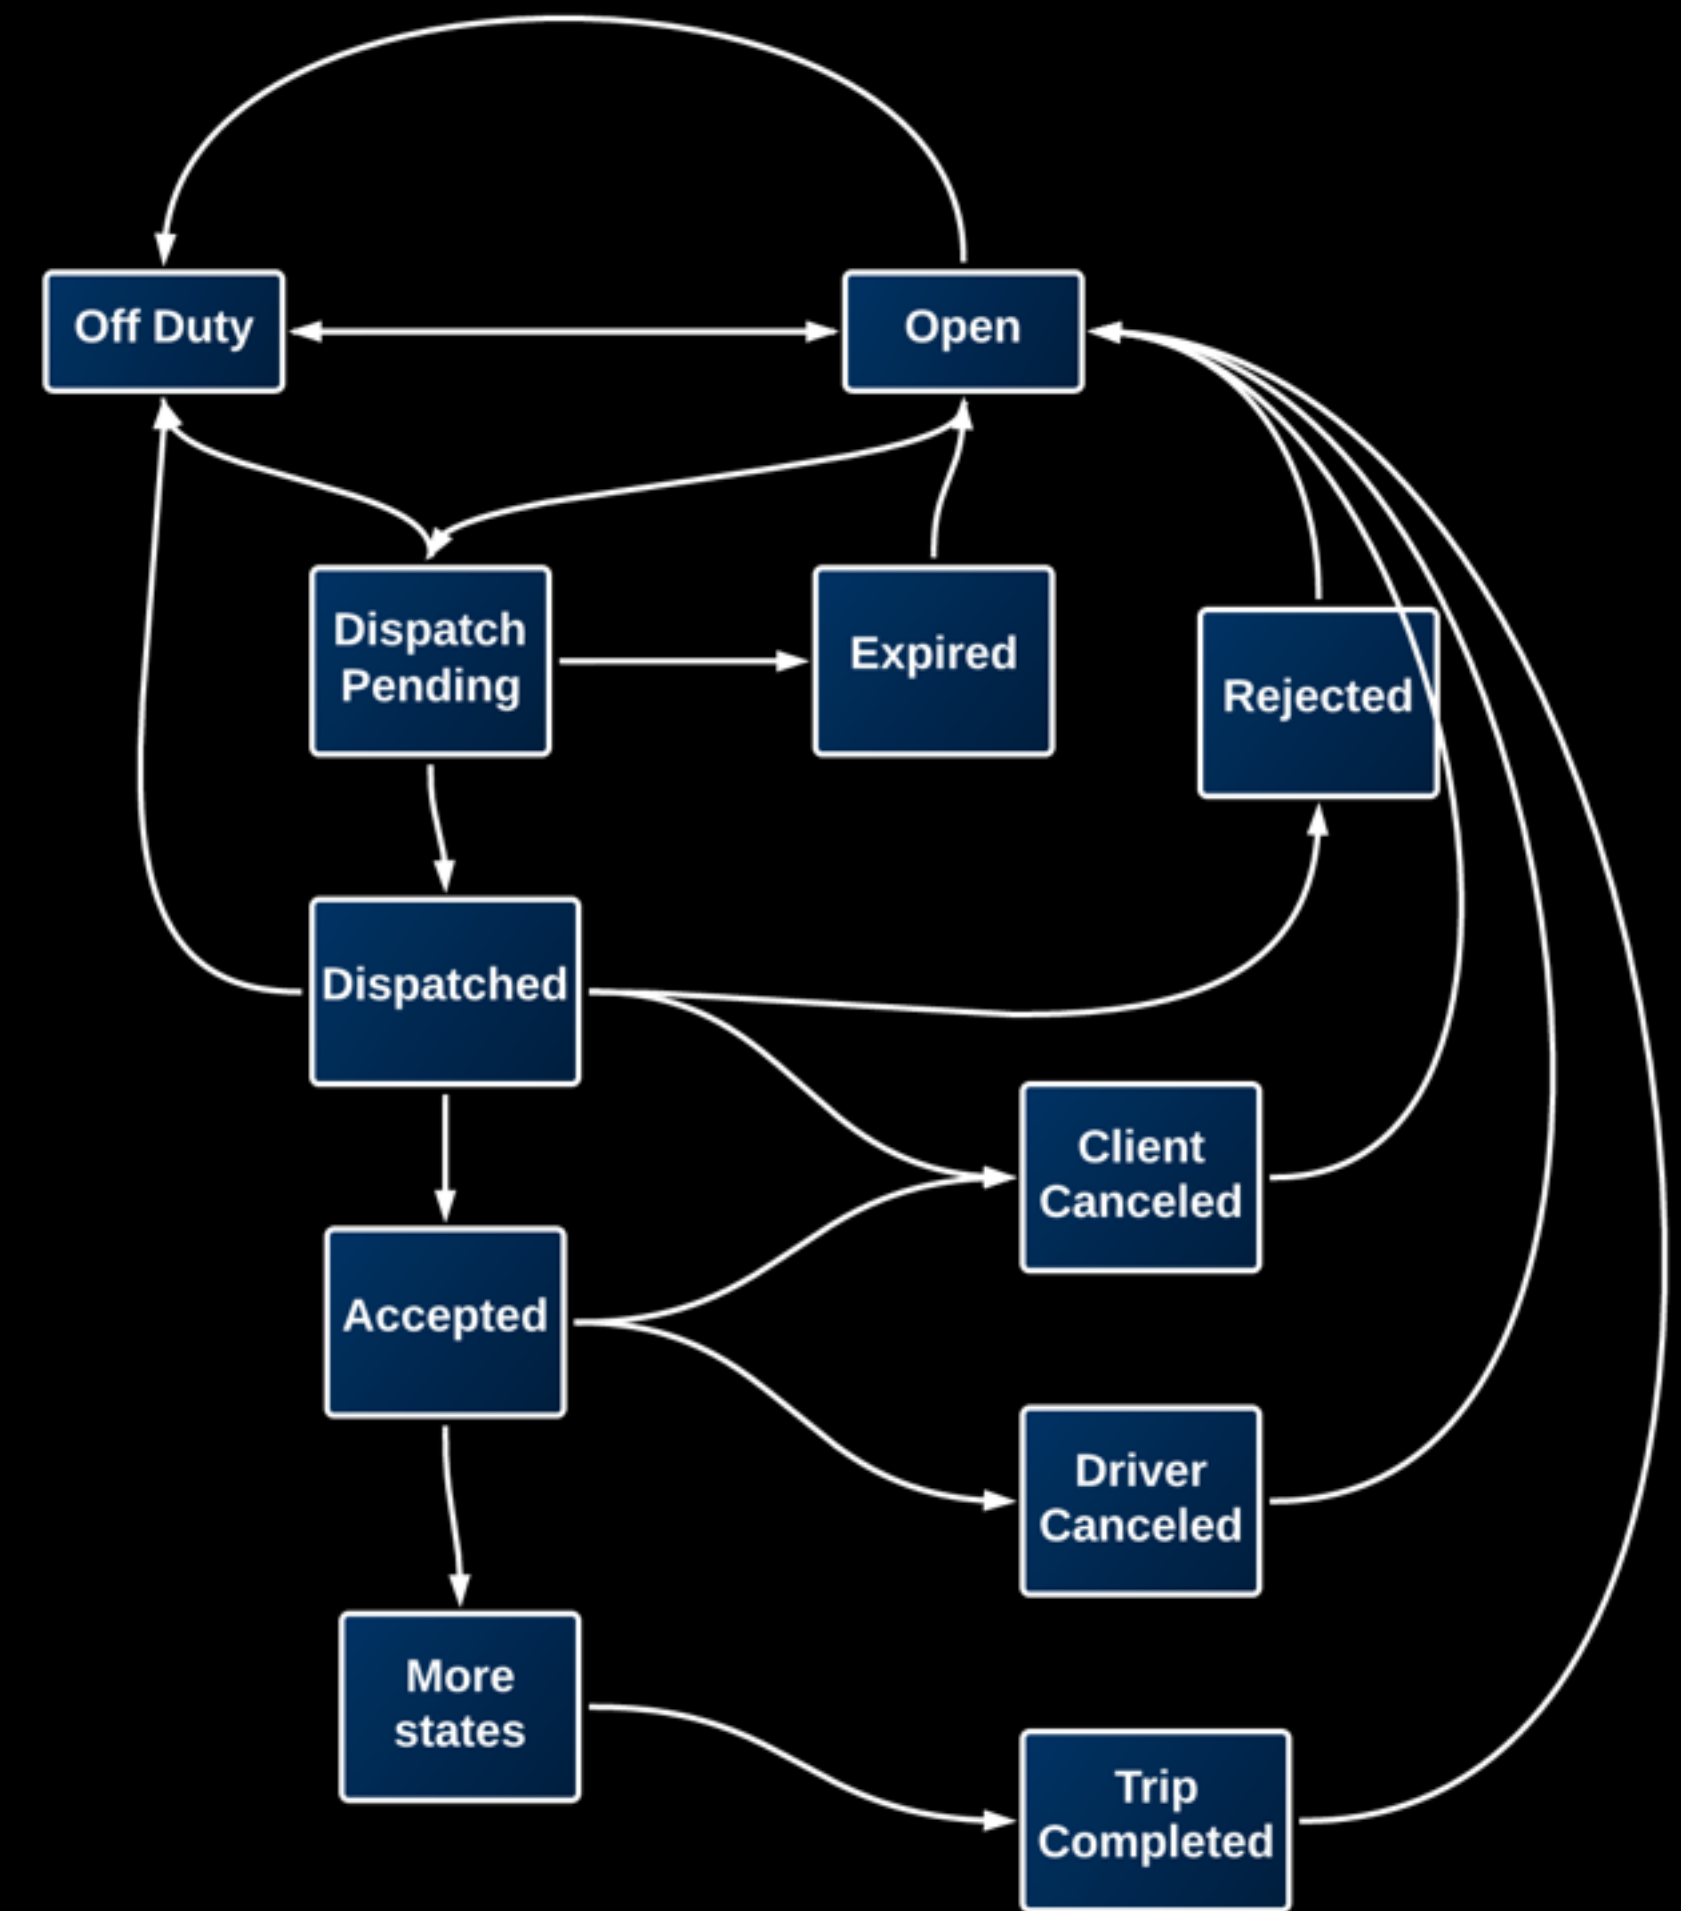 Off Duty
Open
Dispatch
Pending
Expired
Rejected
Dispatched
Client
Canceled
Accepted
Driver
Canceled
More
states
Trip
Completed